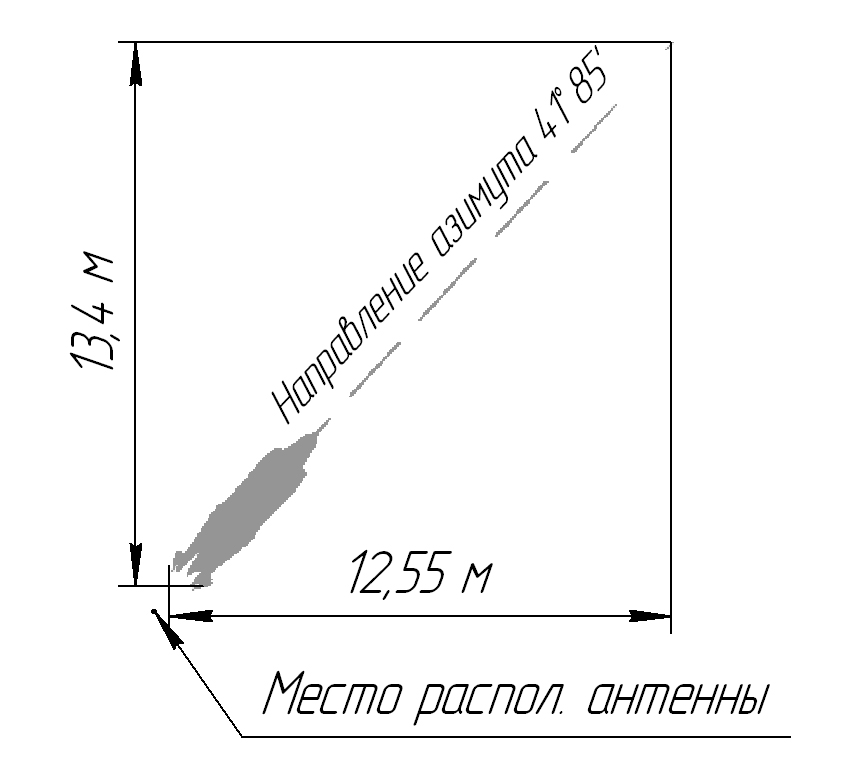 Направление азимута 41° 85'
13,4 м
12,55 м
Место распол. антенны